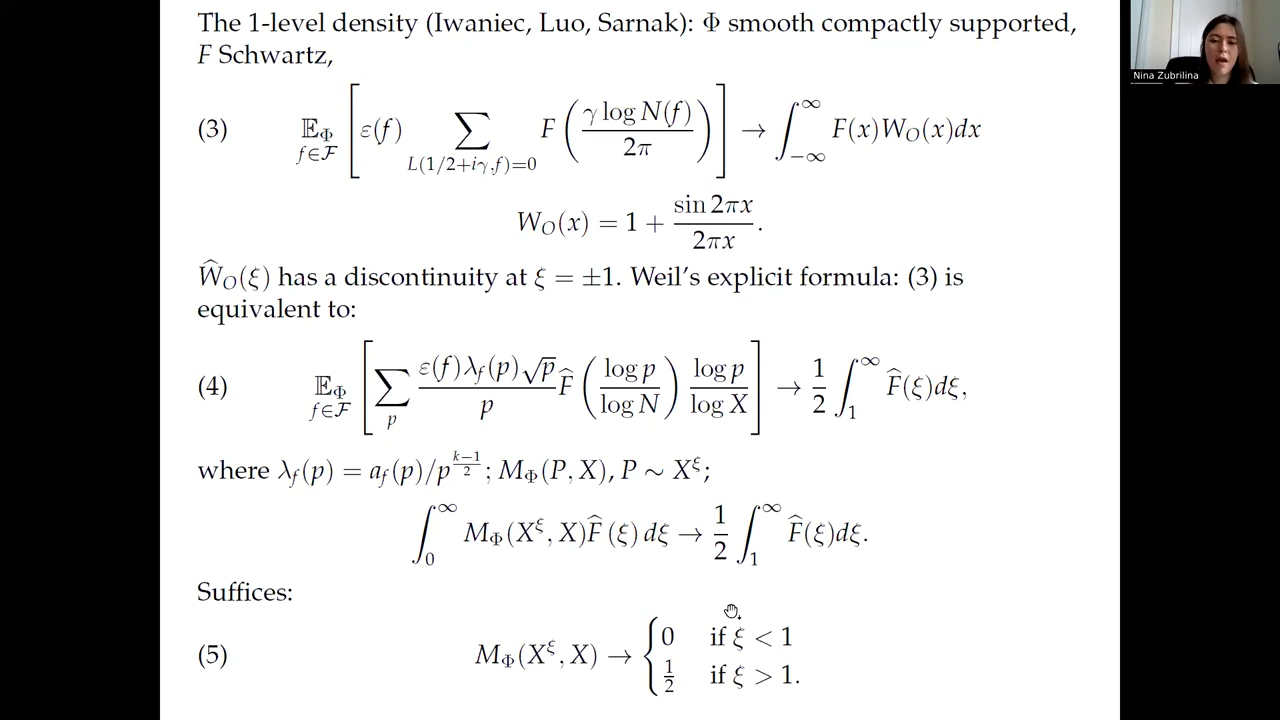 The 1-level density (Iwaniec, Luo, Sarnak): Φ smooth compactly supported,
F Schwartz,
(3) 𝔼_Φ f∈ℱ [ε(f) ∑_{L(1/2+iγ,f)=0} F(γ log N(f) / 2π)] → ∫_{−∞}^{∞} F(x)W_O(x)dx
W_O(x) = 1 + sin 2πx / 2πx.
Ŵ_O(ξ) has a discontinuity at ξ = ±1. Weil's explicit formula: (3) is
equivalent to:
(4) 𝔼_Φ f∈ℱ [∑_p ε(f)λ_f(p)√p / p F̂(log p / log N) log p / log X] → 1/2 ∫_1^∞ F̂(ξ)dξ,
where λ_f(p) = a_f(p)/p^{(k−1)/2}; M_Φ(P, X), P ∼ X^ξ;
∫_0^∞ M_Φ(X^ξ, X)F̂(ξ) dξ → 1/2 ∫_1^∞ F̂(ξ)dξ.
Suffices:
(5) M_Φ(X^ξ, X) → { 0 if ξ < 1
1/2 if ξ > 1.
Nina Zubrilina